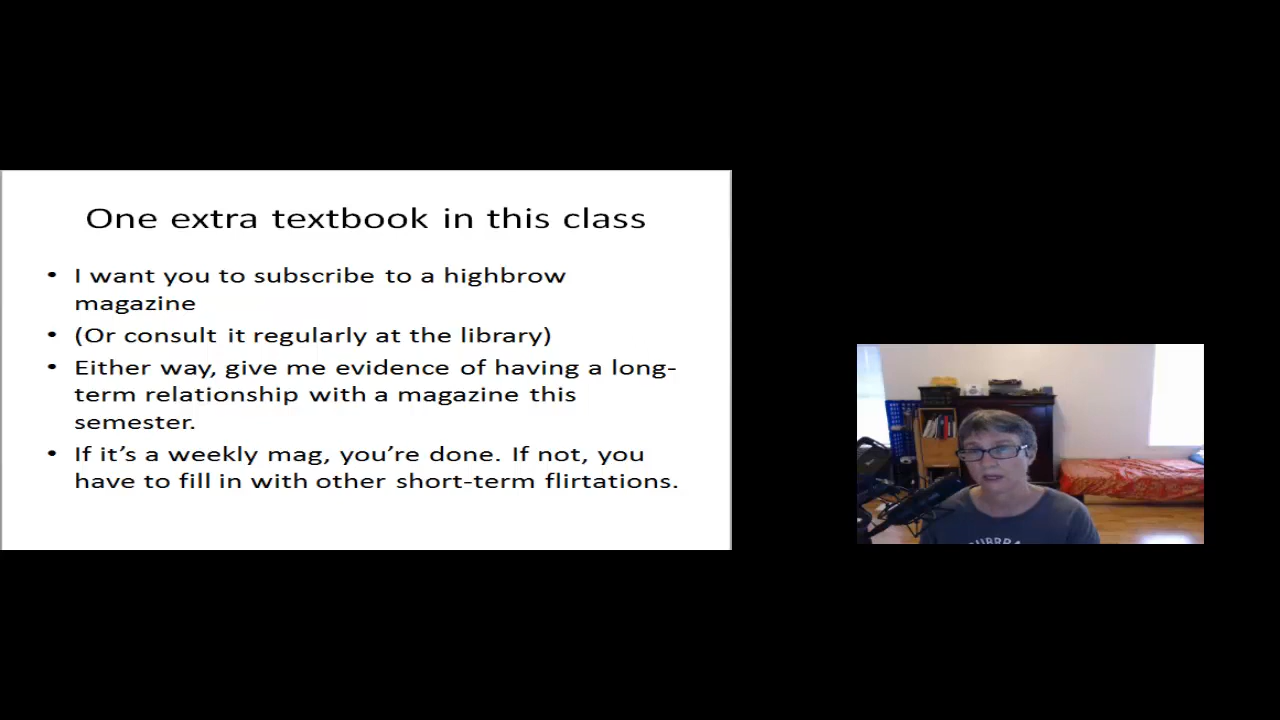 One extra textbook in this class
• I want you to subscribe to a highbrow
magazine
• (Or consult it regularly at the library)
• Either way, give me evidence of having a long-
term relationship with a magazine this
semester.
• If it’s a weekly mag, you’re done. If not, you
have to fill in with other short-term flirtations.